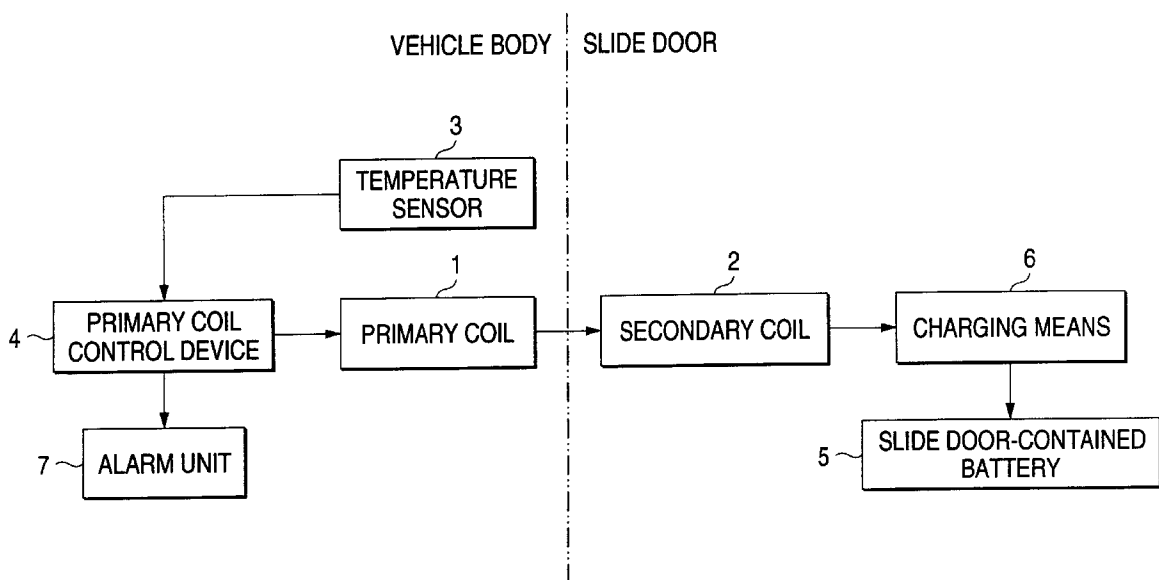 VEHICLE BODY
SLIDE DOOR
3
TEMPERATURE
SENSOR
1
2
6
4
PRIMARY COIL
CONTROL DEVICE
PRIMARY COIL
SECONDARY COIL
CHARGING MEANS
7
ALARM UNIT
5
SLIDE DOOR-CONTAINED
BATTERY